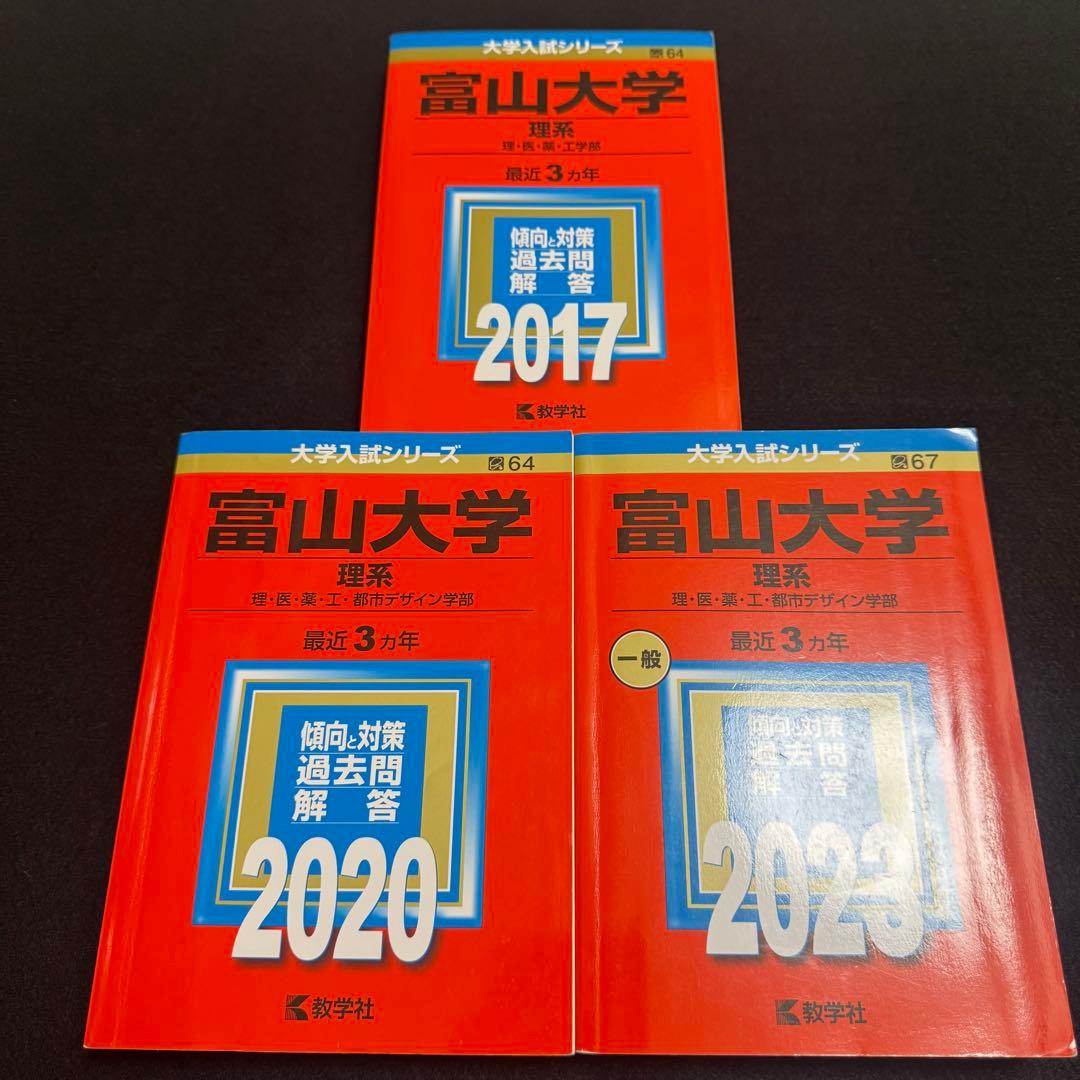 大学入試シリーズ
64
富山大学
理系
理・医・薬・工学部
最近3ヵ年
傾向と対策
過去問
解答
2017
教学社
大学入試シリーズ
64
富山大学
理系
理・医・薬・工・都市デザイン学部
最近3ヵ年
傾向と対策
過去問
解答
2020
教学社
大学入試シリーズ
67
富山大学
理系
理・医・薬・工・都市デザイン学部
最近3ヵ年
一般
傾向と対策
過去問
解答
2023
教学社